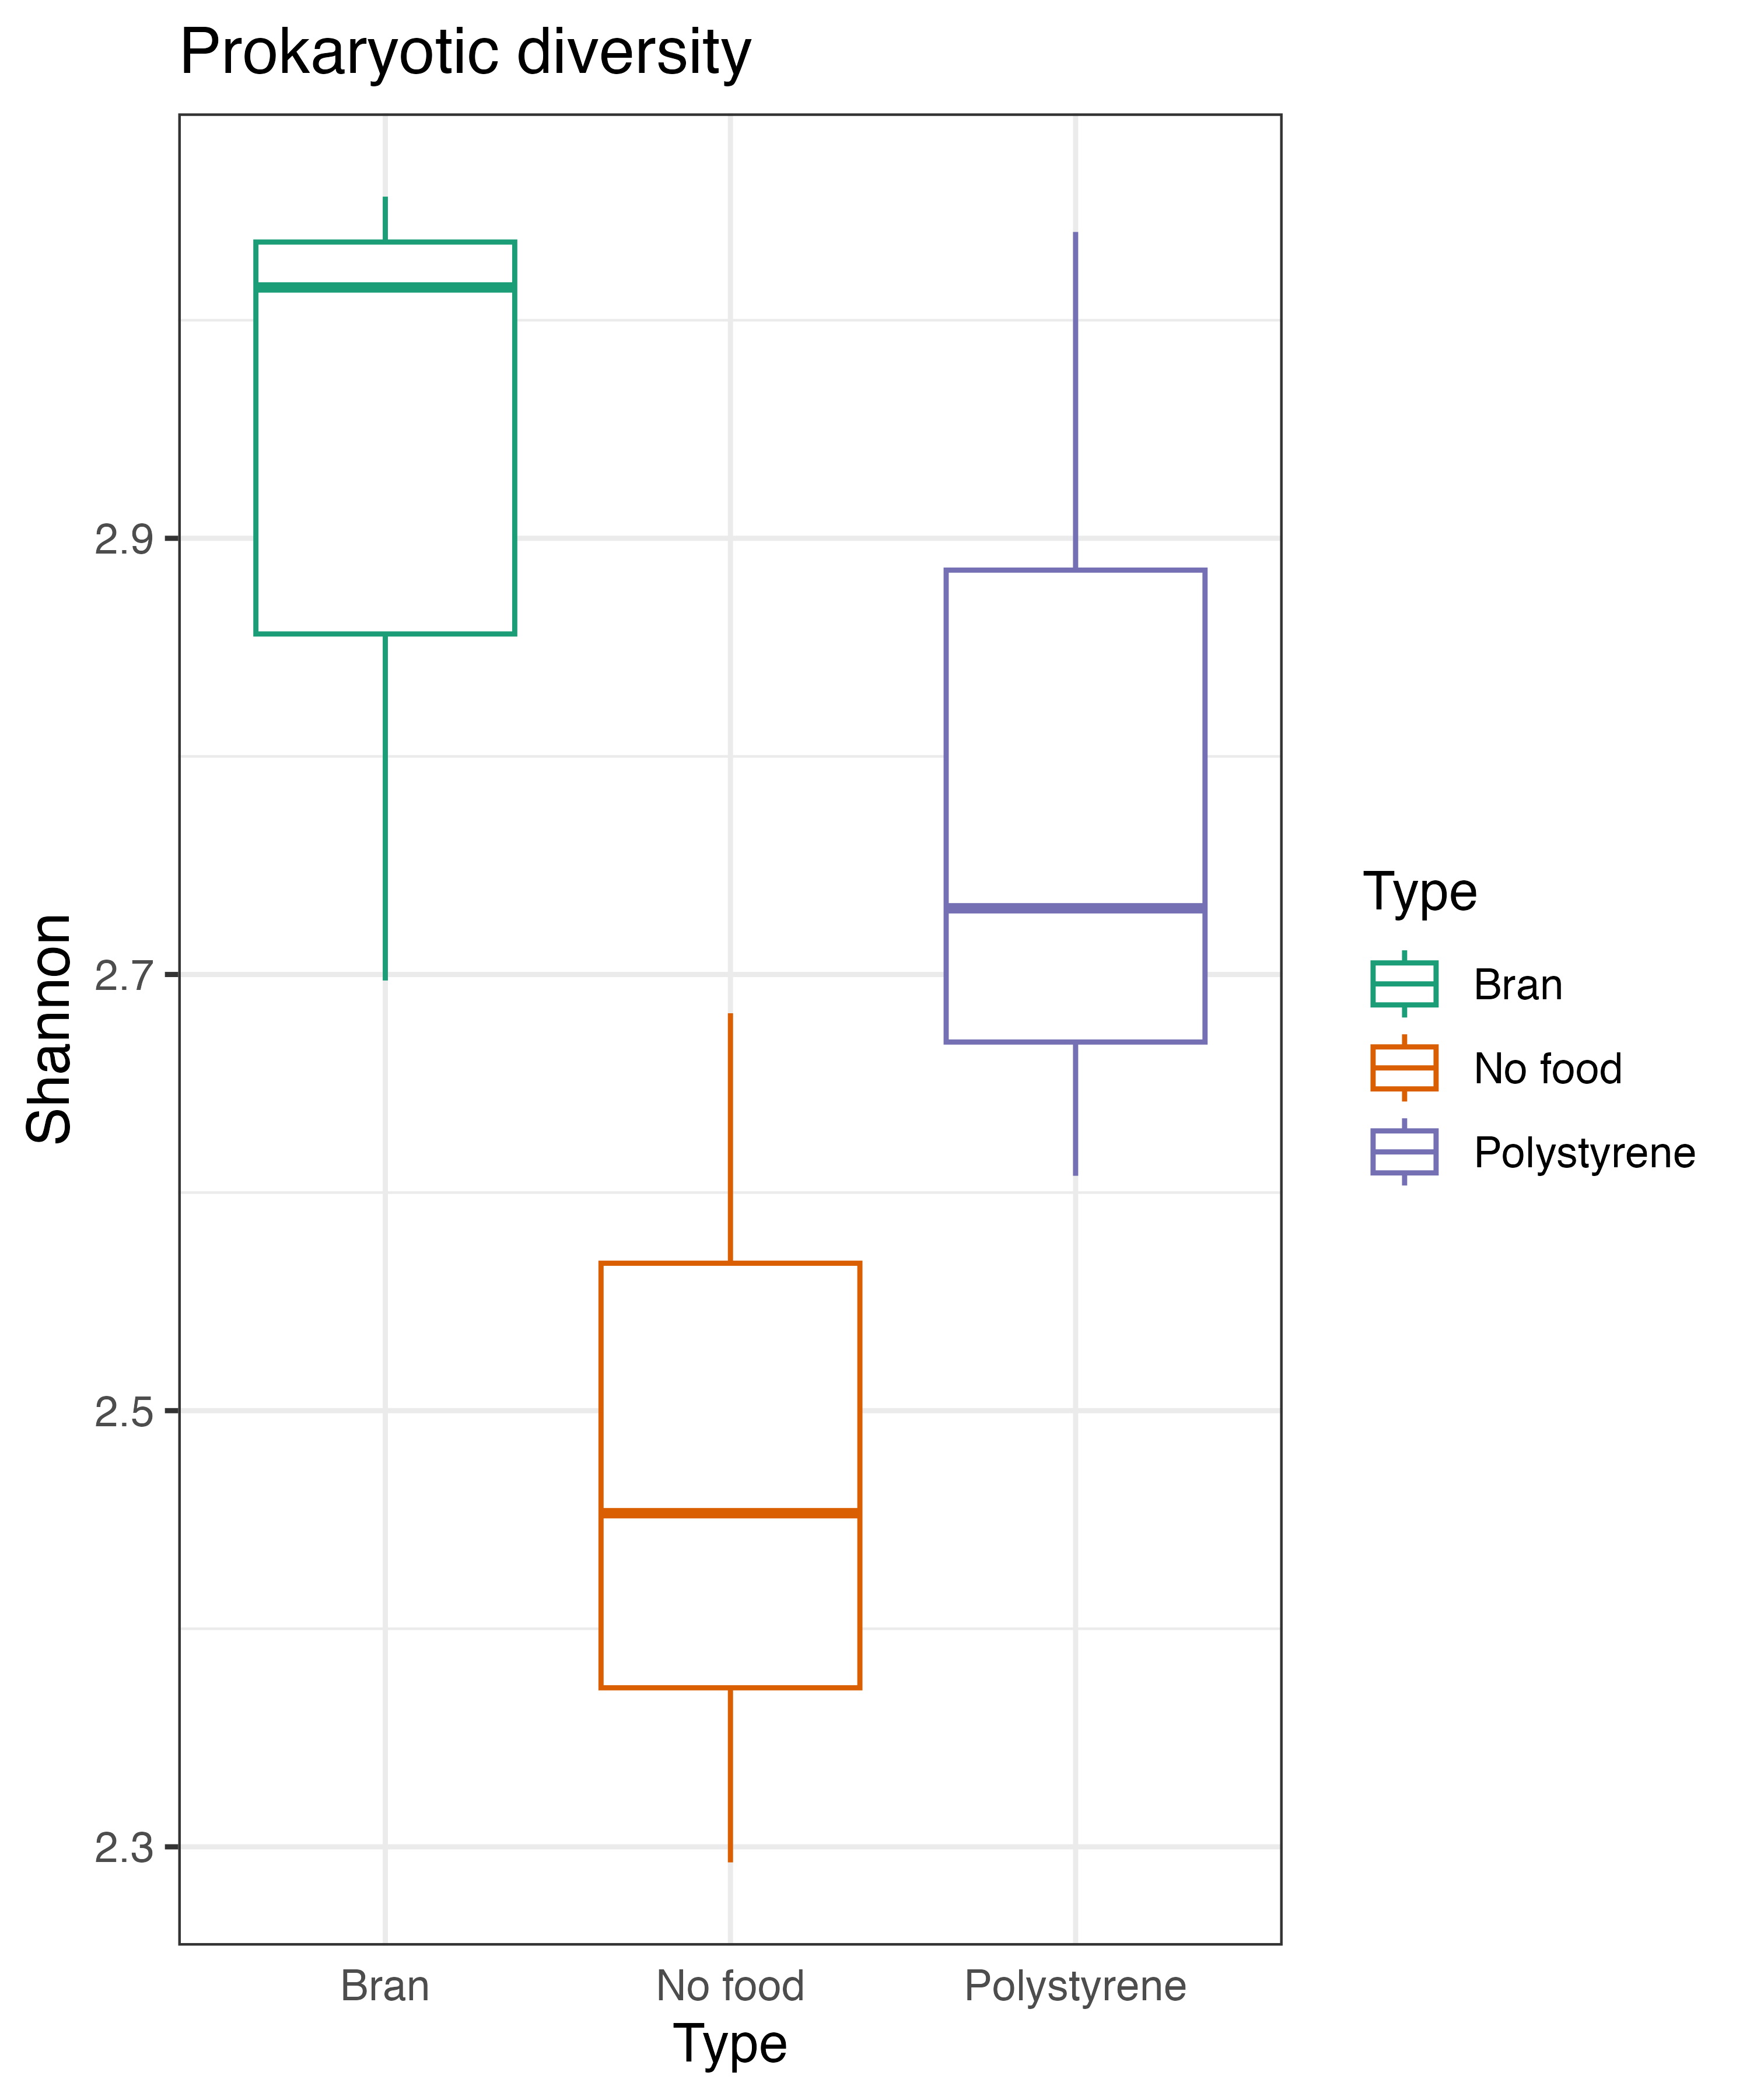 Prokaryotic diversity
Shannon
2.9
2.7
2.5
2.3
Bran
No food
Polystyrene
Type
Type
Bran
No food
Polystyrene